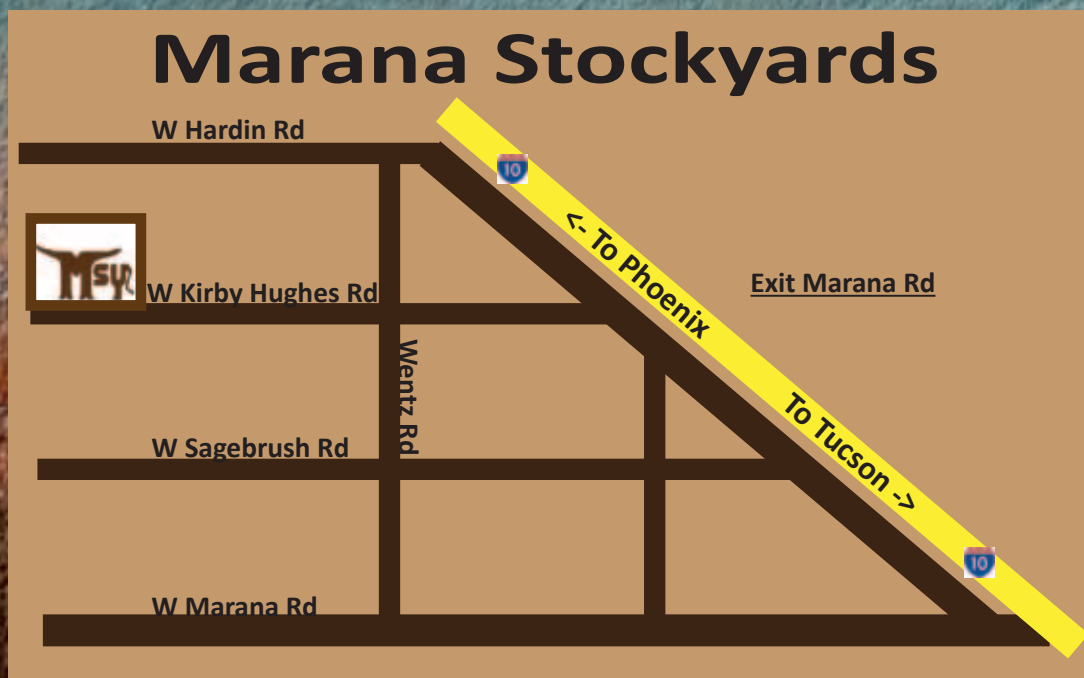 Marana Stockyards
W Hardin Rd
10
<- To Phoenix
Exit Marana Rd
MSY
W Kirby Hughes Rd
Wentz Rd
To Tucson ->
W Sagebrush Rd
10
W Marana Rd